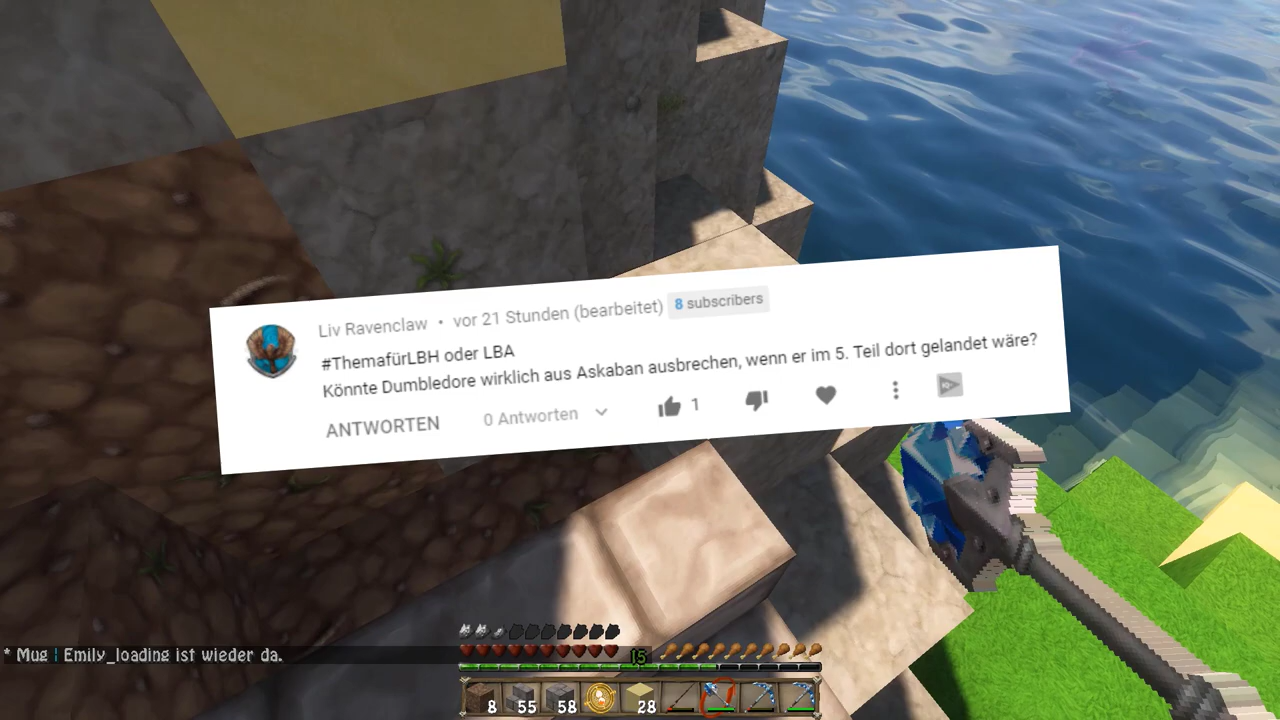 Liv Ravenclaw • vor 21 Stunden (bearbeitet) 8 subscribers
#ThemafürLBH oder LBA
Könnte Dumbledore wirklich aus Askaban ausbrechen, wenn er im 5. Teil dort gelandet wäre?
ANTWORTEN 0 Antworten 1
* Mug | Emily_loading ist wieder da.
15
8 55 58 28